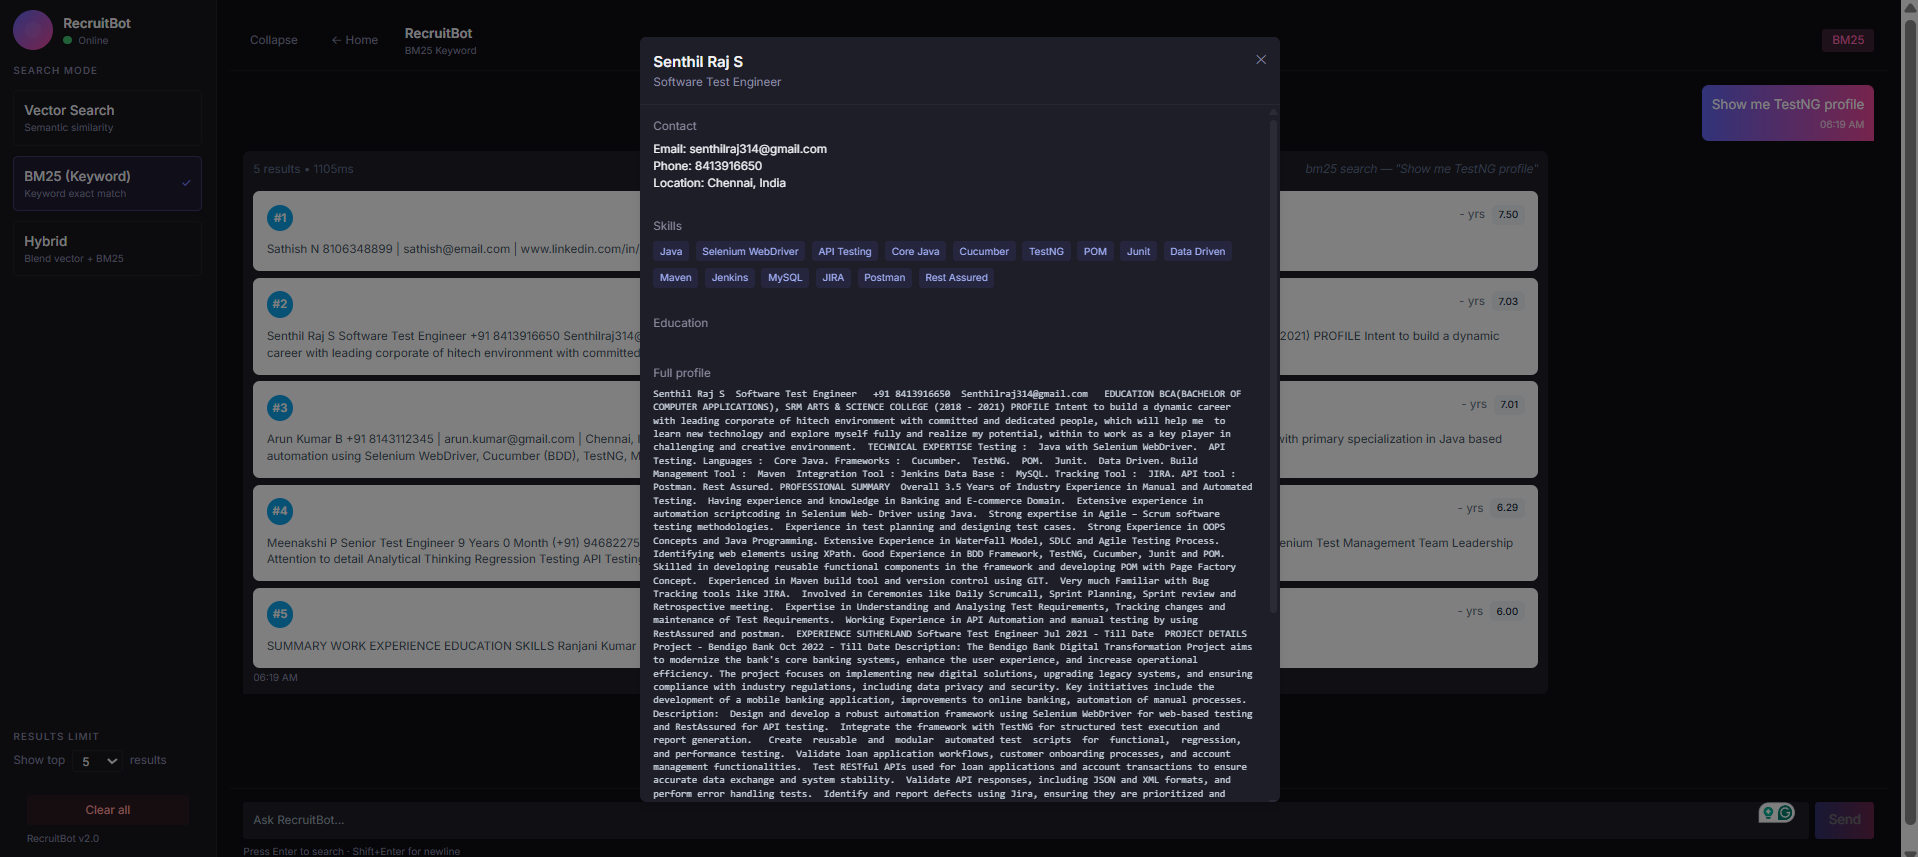 RecruitBot
Online
SEARCH MODE
Vector Search
Semantic similarity
BM25 (Keyword)
Keyword exact match
Hybrid
Blend vector + BM25
RESULTS LIMIT
Show top 5 results
Clear all
RecruitBot v2.0
Collapse
← Home
RecruitBot
BM25 Keyword
BM25
Show me TestNG profile
06:19 AM
5 results • 1105ms
bm25 search — "Show me TestNG profile"
#1
- yrs 7.50
Sathish N 8106348899 | sathish@email.com | www.linkedin.com/in/
#2
- yrs 7.03
Senthil Raj S Software Test Engineer +91 8413916650 Senthilraj314@
2021) PROFILE Intent to build a dynamic
career with leading corporate of hitech environment with committed
#3
- yrs 7.01
Arun Kumar B +91 8143112345 | arun.kumar@gmail.com | Chennai,
with primary specialization in Java based
automation using Selenium WebDriver, Cucumber (BDD), TestNG, M
#4
- yrs 6.29
Meenakshi P Senior Test Engineer 9 Years 0 Month (+91) 94682275
enium Test Management Team Leadership
Attention to detail Analytical Thinking Regression Testing API Testing
#5
- yrs 6.00
SUMMARY WORK EXPERIENCE EDUCATION SKILLS Ranjani Kumar
06:19 AM
Senthil Raj S
Software Test Engineer
Contact
Email: senthilraj314@gmail.com
Phone: 8413916650
Location: Chennai, India
Skills
Java Selenium WebDriver API Testing Core Java Cucumber TestNG POM Junit Data Driven
Maven Jenkins MySQL JIRA Postman Rest Assured
Education
Full profile
Senthil Raj S Software Test Engineer +91 8413916650 Senthilraj314@gmail.com EDUCATION BCA(BACHELOR OF
COMPUTER APPLICATIONS), SRM ARTS & SCIENCE COLLEGE (2018 - 2021) PROFILE Intent to build a dynamic career
with leading corporate of hitech environment with committed and dedicated people, which will help me to
learn new technology and explore myself fully and realize my potential, within to work as a key player in
challenging and creative environment. TECHNICAL EXPERTISE Testing : Java with Selenium WebDriver. API
Testing. Languages : Core Java. Frameworks : Cucumber. TestNG. POM. Junit. Data Driven. Build
Management Tool : Maven Integration Tool : Jenkins Data Base : MySQL. Tracking Tool : JIRA. API tool :
Postman. Rest Assured. PROFESSIONAL SUMMARY Overall 3.5 Years of Industry Experience in Manual and Automated
Testing. Having experience and knowledge in Banking and E-commerce Domain. Extensive experience in
automation scriptcoding in Selenium Web- Driver using Java. Strong expertise in Agile – Scrum software
testing methodologies. Experience in test planning and designing test cases. Strong Experience in OOPS
Concepts and Java Programming. Extensive Experience in Waterfall Model, SDLC and Agile Testing Process.
Identifying web elements using XPath. Good Experience in BDD Framework, TestNG, Cucumber, Junit and POM.
Skilled in developing reusable functional components in the framework and developing POM with Page Factory
Concept. Experienced in Maven build tool and version control using GIT. Very much Familiar with Bug
Tracking tools like JIRA. Involved in Ceremonies like Daily Scrumcall, Sprint Planning, Sprint review and
Retrospective meeting. Expertise in Understanding and Analysing Test Requirements, Tracking changes and
maintenance of Test Requirements. Working Experience in API Automation and manual testing by using
RestAssured and postman. EXPERIENCE SUTHERLAND Software Test Engineer Jul 2021 - Till Date PROJECT DETAILS
Project - Bendigo Bank Oct 2022 - Till Date Description: The Bendigo Bank Digital Transformation Project aims
to modernize the bank's core banking systems, enhance the user experience, and increase operational
efficiency. The project focuses on implementing new digital solutions, upgrading legacy systems, and ensuring
compliance with industry regulations, including data privacy and security. Key initiatives include the
development of a mobile banking application, improvements to online banking, automation of manual processes.
Description: Design and develop a robust automation framework using Selenium WebDriver for web-based testing
and RestAssured for API testing. Integrate the framework with TestNG for structured test execution and
report generation. Create reusable and modular automated test scripts for functional, regression,
and performance testing. Validate loan application workflows, customer onboarding processes, and account
management functionalities. Test RESTful APIs used for loan applications and account transactions to ensure
accurate data exchange and system stability. Validate API responses, including JSON and XML formats, and
perform error handling tests. Identify and report defects using Jira, ensuring they are prioritized and
Ask RecruitBot...
Send
Press Enter to search · Shift+Enter for newline